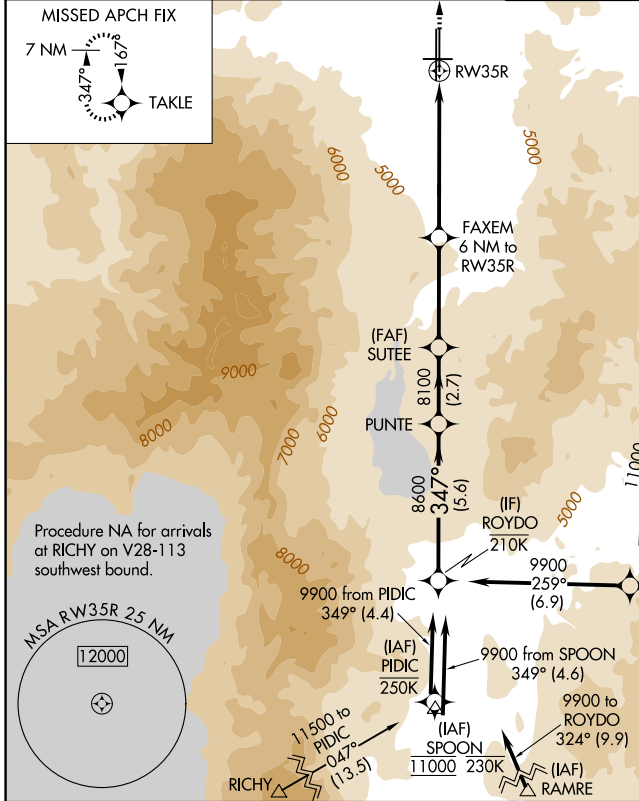 MISSED APCH FIX
7 NM
347°
167°
TAKLE
RW35R
6000
5000
5000
FAXEM
6 NM to
RW35R
(FAF)
SUTEE
8100
(2.7)
9000
8000
7000
6000
PUNTE
8600
347°
(5.6)
11000
5000
(IF)
ROYDO
210K
Procedure NA for arrivals
at RICHY on V28-113
southwest bound.
8000
9900
259°
(6.9)
9900 from PIDIC
349° (4.4)
MSA RW35R 25 NM
12000
(IAF)
PIDIC
250K
9900 from SPOON
349° (4.6)
9900 to
ROYDO
324° (9.9)
11500 to
PIDIC
047°
(13.5)
(IAF)
SPOON
11000 230K
RICHY
(IAF)
RAMRE